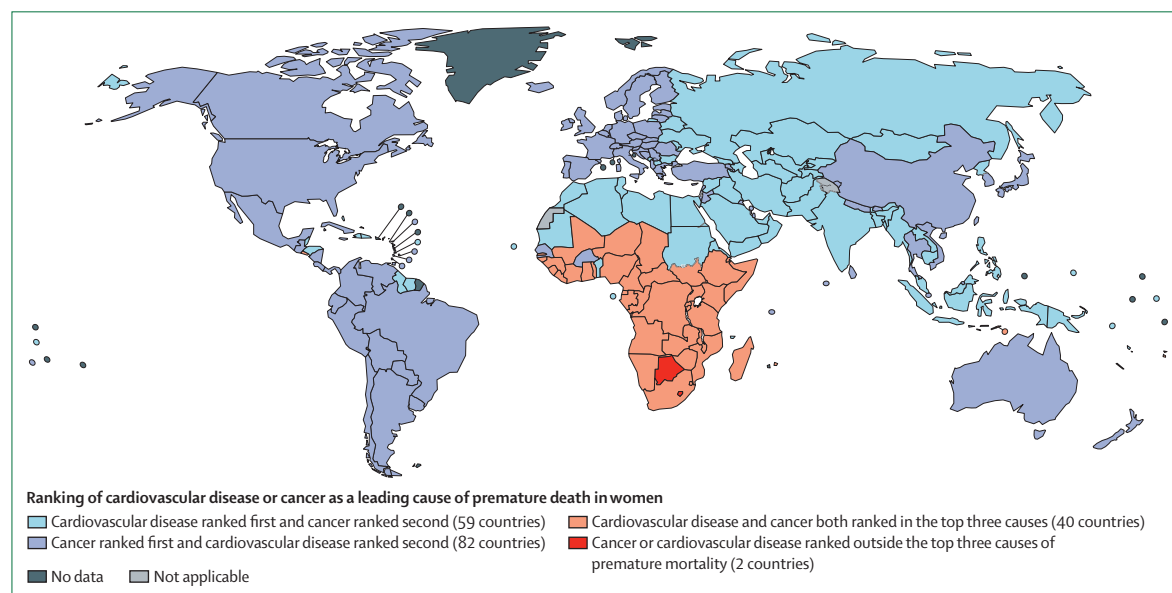 Ranking of cardiovascular disease or cancer as a leading cause of premature death in women
Cardiovascular disease ranked first and cancer ranked second (59 countries)
Cancer ranked first and cardiovascular disease ranked second (82 countries)
No data
Not applicable
Cardiovascular disease and cancer both ranked in the top three causes (40 countries)
Cancer or cardiovascular disease ranked outside the top three causes of
premature mortality (2 countries)